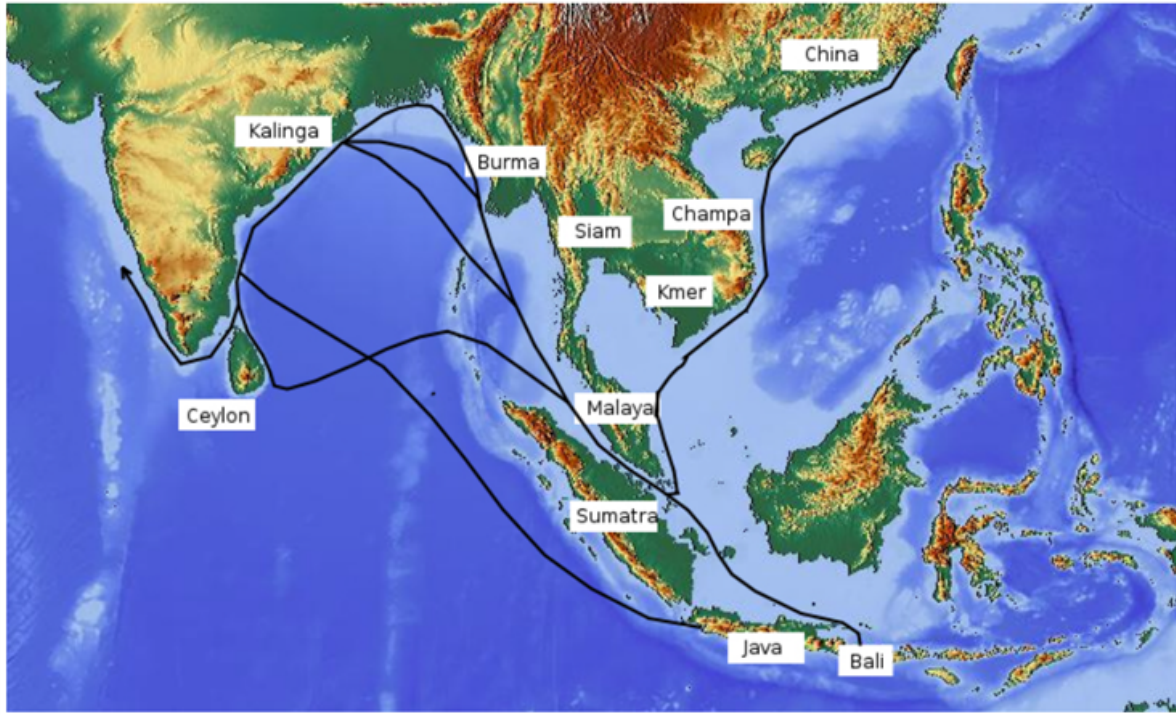 China
Kalinga
Burma
Champa
Siam
Kmer
Malaya
Ceylon
Sumatra
Java
Bali